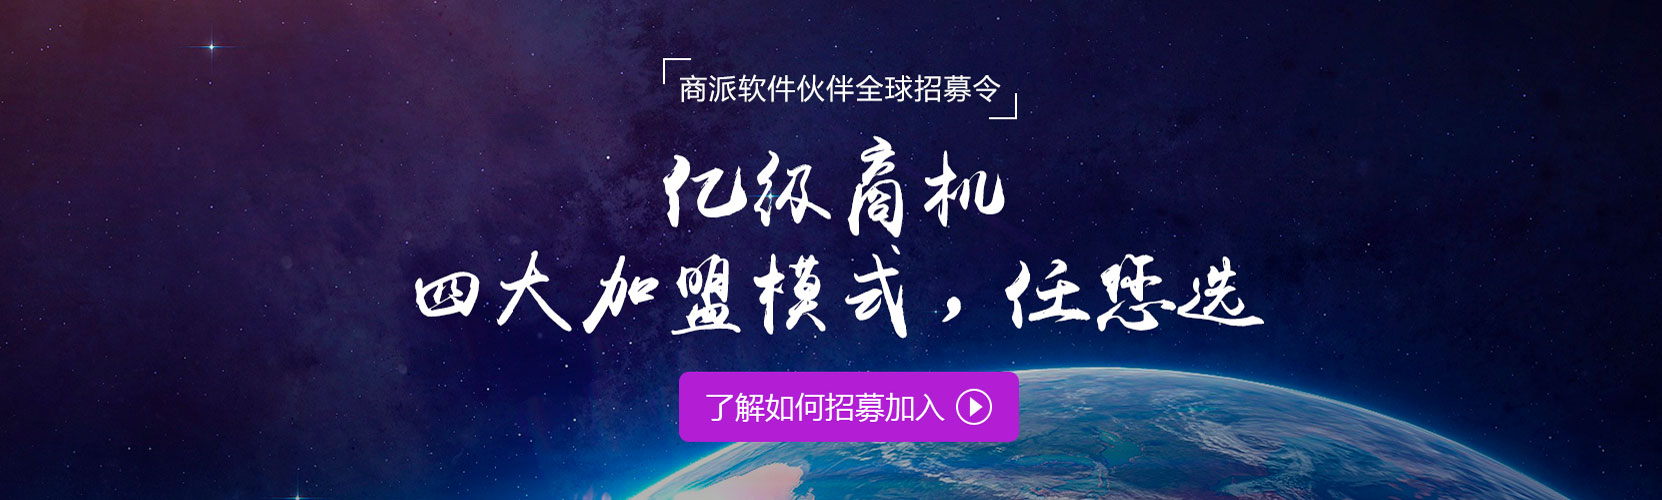 商派软件伙伴全球招募令
亿级商机
四大加盟模式，任您选
了解如何招募加入